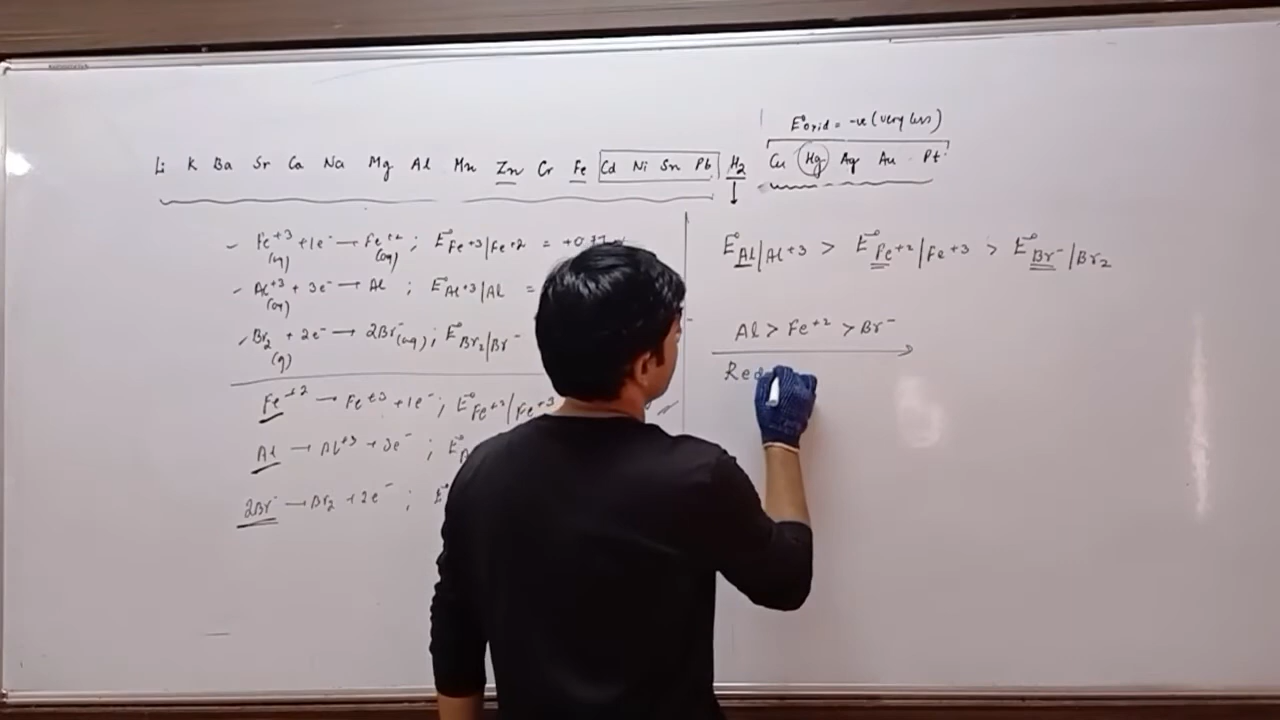 E°oxid = -ve (very less)
Li K Ba Sr Ca Na Mg Al Mn Zn Cr Fe Cd Ni Sn Pb H₂ Cu Hg Ag Au Pt
Fe⁺³ + 1e⁻ → Fe⁺² ; E°Fe⁺³|Fe⁺² = +0.77
(aq) (aq)
Al⁺³ + 3e⁻ → Al ; E°Al⁺³|Al =
(aq)
Br₂ + 2e⁻ → 2Br⁻(aq) ; E°Br₂|Br⁻
(g)
Fe⁺² → Fe⁺³ + 1e⁻ ; E°Fe⁺²|Fe⁺³
Al → Al⁺³ + 3e⁻ ; E°A
2Br⁻ → Br₂ + 2e⁻ ; E°
E°Al|Al⁺³ > E°Fe⁺²|Fe⁺³ > E°Br⁻|Br₂
Al > Fe⁺² > Br⁻
Red